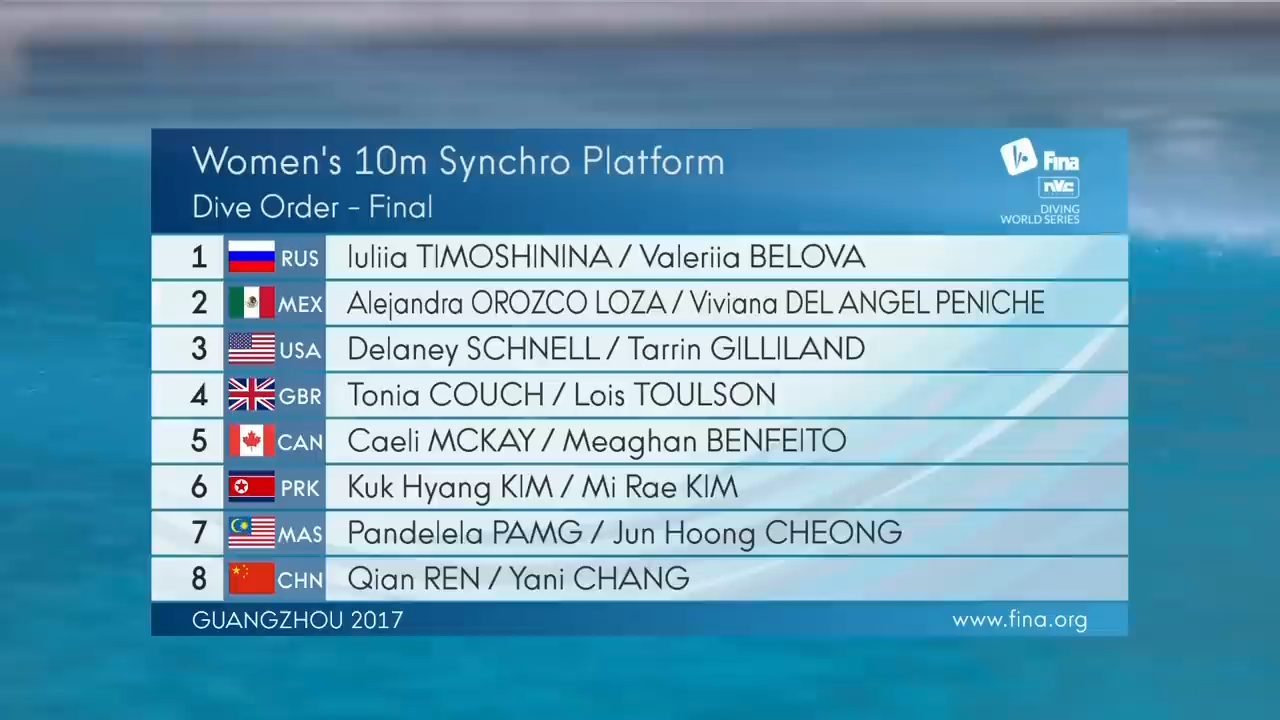 Women's 10m Synchro Platform
Dive Order - Final
Fina
nvc
DIVING
WORLD SERIES
1 RUS Iuliia TIMOSHININA / Valeriia BELOVA
2 MEX Alejandra OROZCO LOZA / Viviana DEL ANGEL PENICHE
3 USA Delaney SCHNELL / Tarrin GILLILAND
4 GBR Tonia COUCH / Lois TOULSON
5 CAN Caeli MCKAY / Meaghan BENFEITO
6 PRK Kuk Hyang KIM / Mi Rae KIM
7 MAS Pandelela PAMG / Jun Hoong CHEONG
8 CHN Qian REN / Yani CHANG
GUANGZHOU 2017 www.fina.org